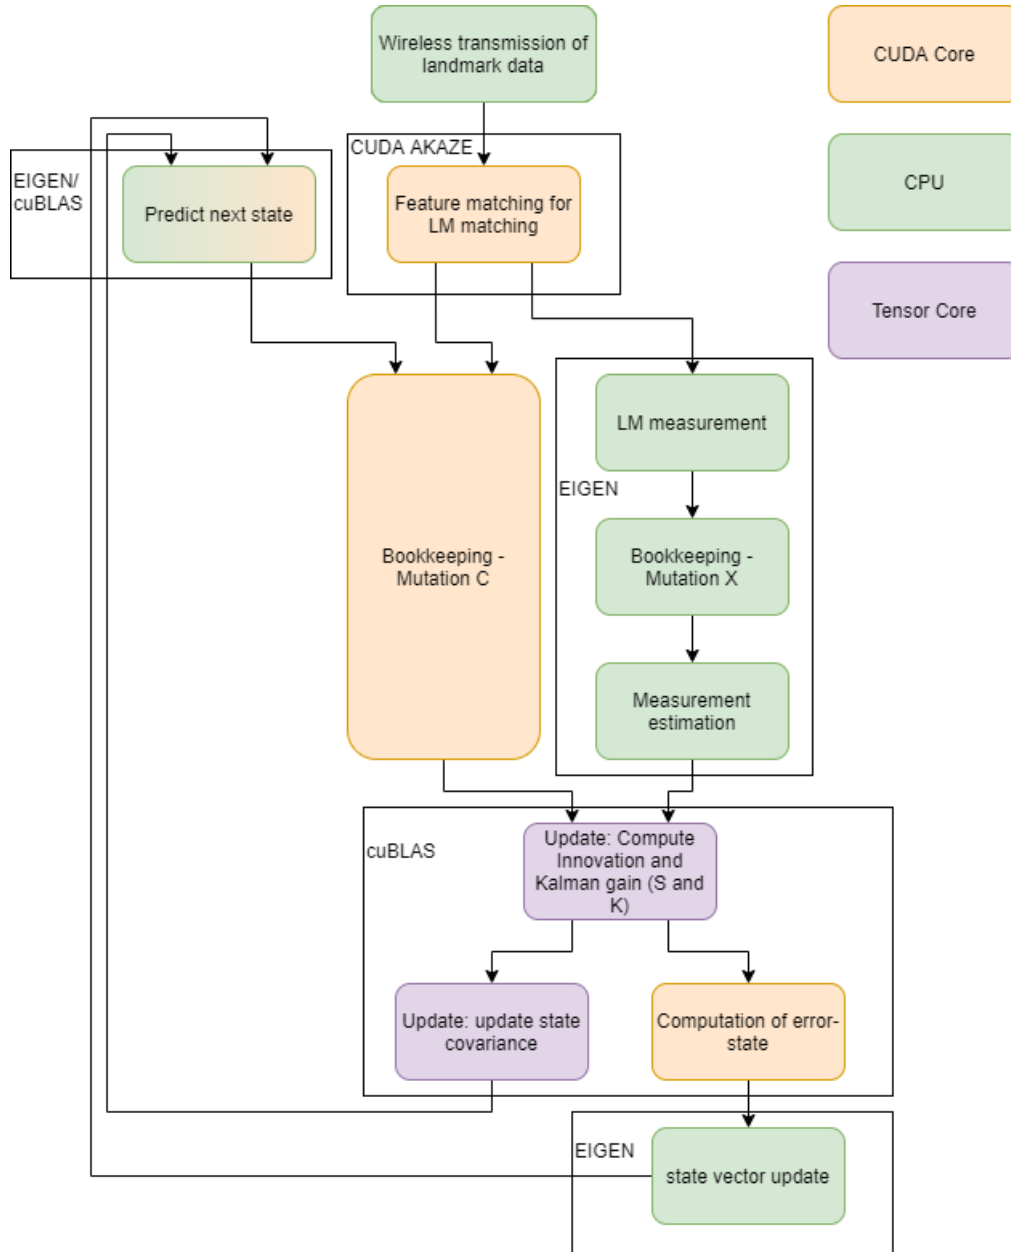 Wireless transmission of
landmark data
CUDA Core
CUDA AKAZE
EIGEN/
cuBLAS
Predict next state
Feature matching for
LM matching
CPU
Tensor Core
LM measurement
EIGEN
Bookkeeping -
Mutation C
Bookkeeping -
Mutation X
Measurement
estimation
cuBLAS
Update: Compute
Innovation and
Kalman gain (S and
K)
Update: update state
covariance
Computation of error-
state
EIGEN
state vector update